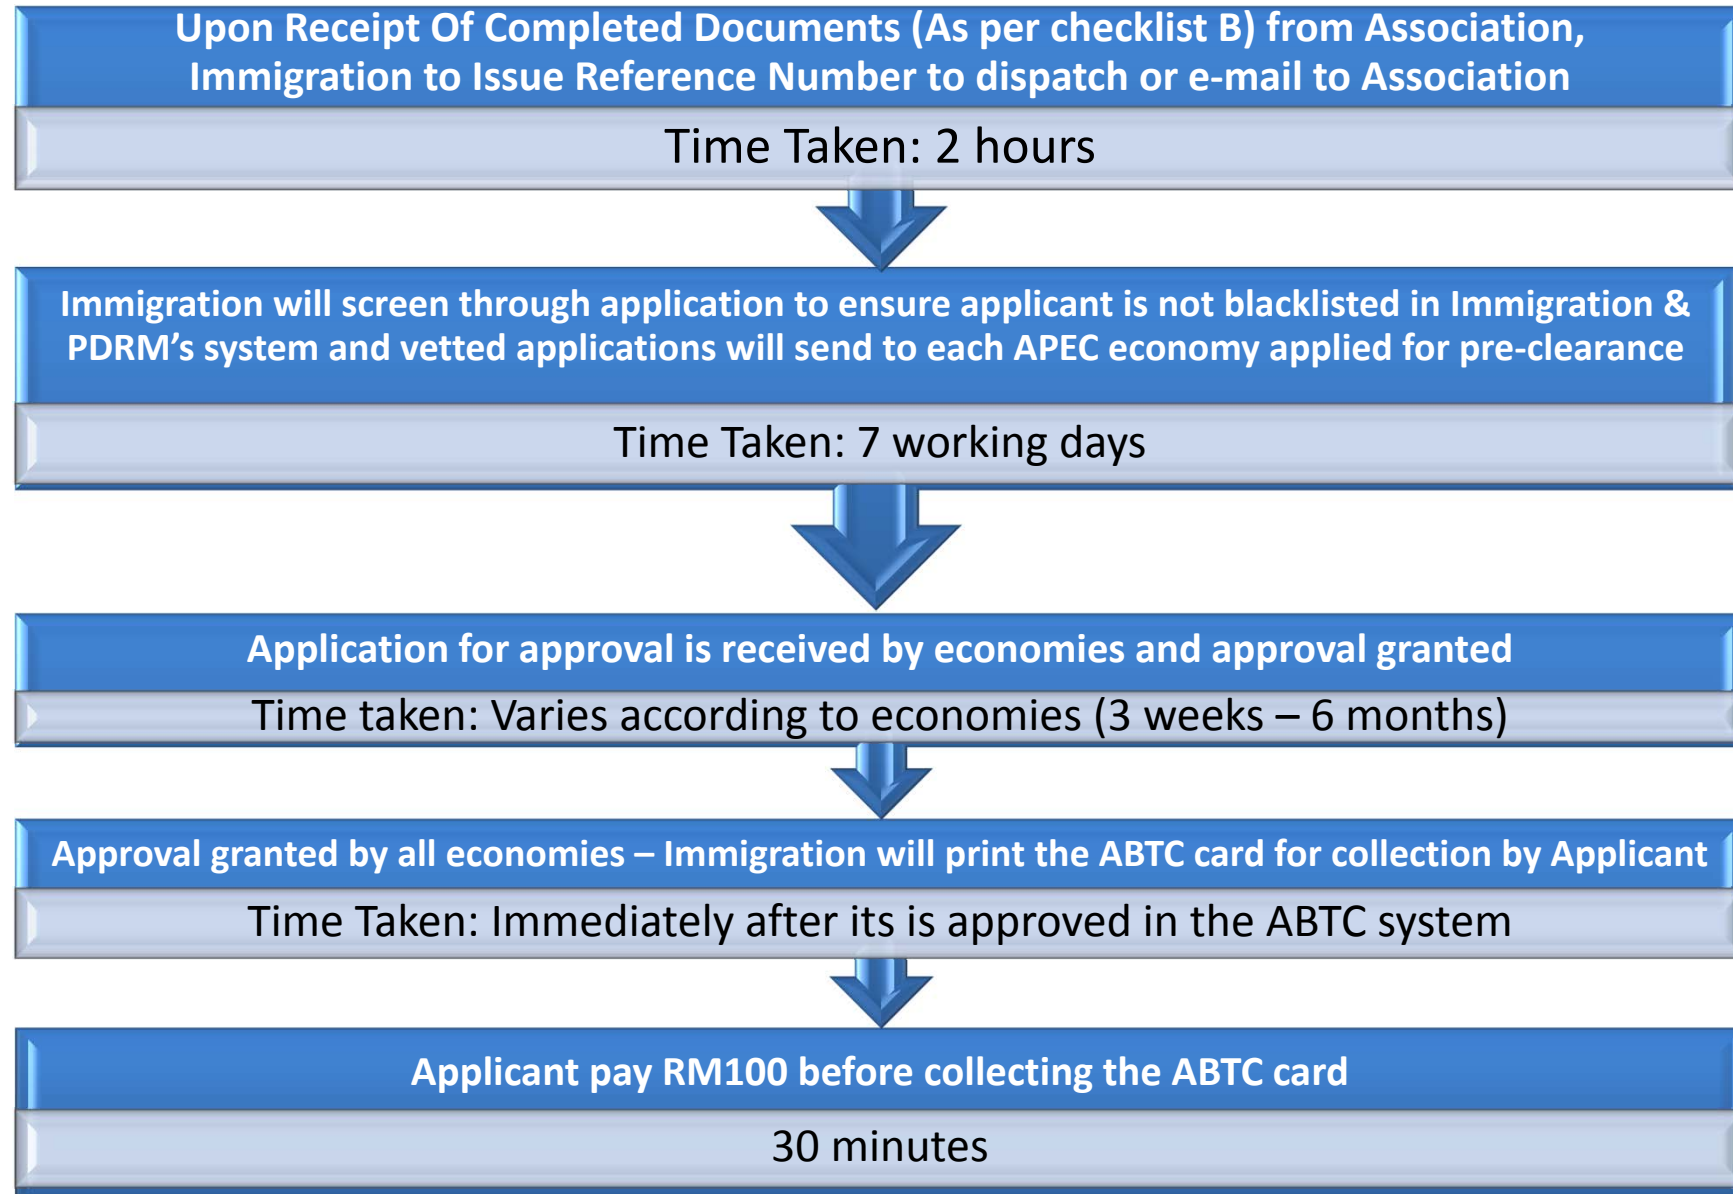 Upon Receipt Of Completed Documents (As per checklist B) from Association,
Immigration to Issue Reference Number to dispatch or e-mail to Association
Time Taken: 2 hours
Immigration will screen through application to ensure applicant is not blacklisted in Immigration &
PDRM’s system and vetted applications will send to each APEC economy applied for pre-clearance
Time Taken: 7 working days
Application for approval is received by economies and approval granted
Time taken: Varies according to economies (3 weeks – 6 months)
Approval granted by all economies – Immigration will print the ABTC card for collection by Applicant
Time Taken: Immediately after its is approved in the ABTC system
Applicant pay RM100 before collecting the ABTC card
30 minutes